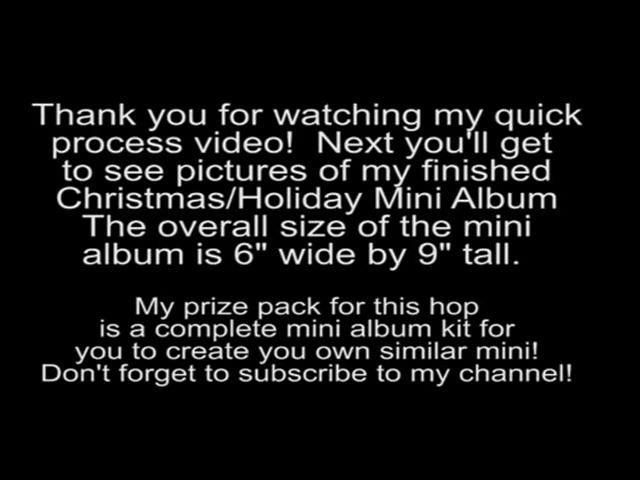 Thank you for watching my quick
process video!  Next you'll get
to see pictures of my finished
Christmas/Holiday Mini Album
The overall size of the mini
album is 6" wide by 9" tall.
My prize pack for this hop
is a complete mini album kit for
you to create you own similar mini!
Don't forget to subscribe to my channel!